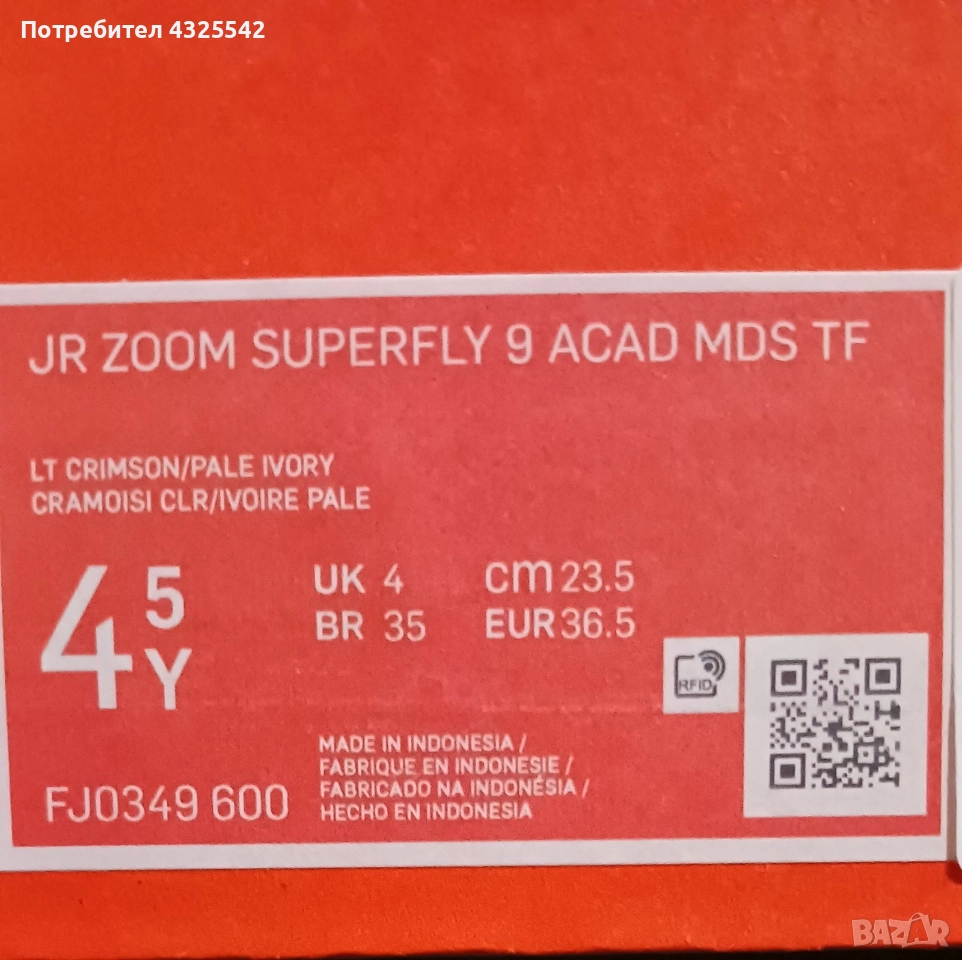 Потребител 4325542
JR ZOOM SUPERFLY 9 ACAD MDS TF
LT CRIMSON/PALE IVORY
CRAMOISI CLR/IVOIRE PALE
4 5 Y
UK 4 cm 23.5
BR 35 EUR 36.5
RFID
MADE IN INDONESIA /
FABRIQUE EN INDONESIE /
FABRICADO NA INDONÉSIA /
HECHO EN INDONESIA
FJ0349 600
BAZAR